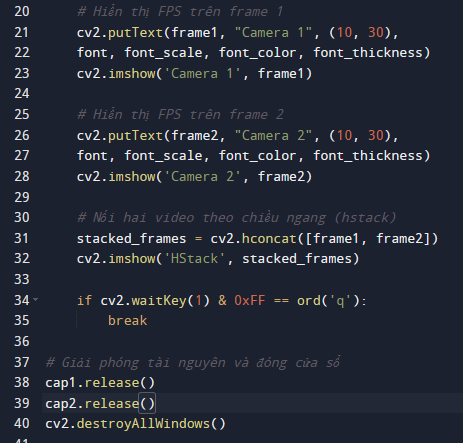 20 # Hiển thị FPS trên frame 1
21 cv2.putText(frame1, "Camera 1", (10, 30),
22 font, font_scale, font_color, font_thickness)
23 cv2.imshow('Camera 1', frame1)
24
25 # Hiển thị FPS trên frame 2
26 cv2.putText(frame2, "Camera 2", (10, 30),
27 font, font_scale, font_color, font_thickness)
28 cv2.imshow('Camera 2', frame2)
29
30 # Nối hai video theo chiều ngang (hstack)
31 stacked_frames = cv2.hconcat([frame1, frame2])
32 cv2.imshow('HStack', stacked_frames)
33
34 if cv2.waitKey(1) & 0xFF == ord('q'):
35 break
36
37 # Giải phóng tài nguyên và đóng cửa sổ
38 cap1.release()
39 cap2.release()
40 cv2.destroyAllWindows()
41